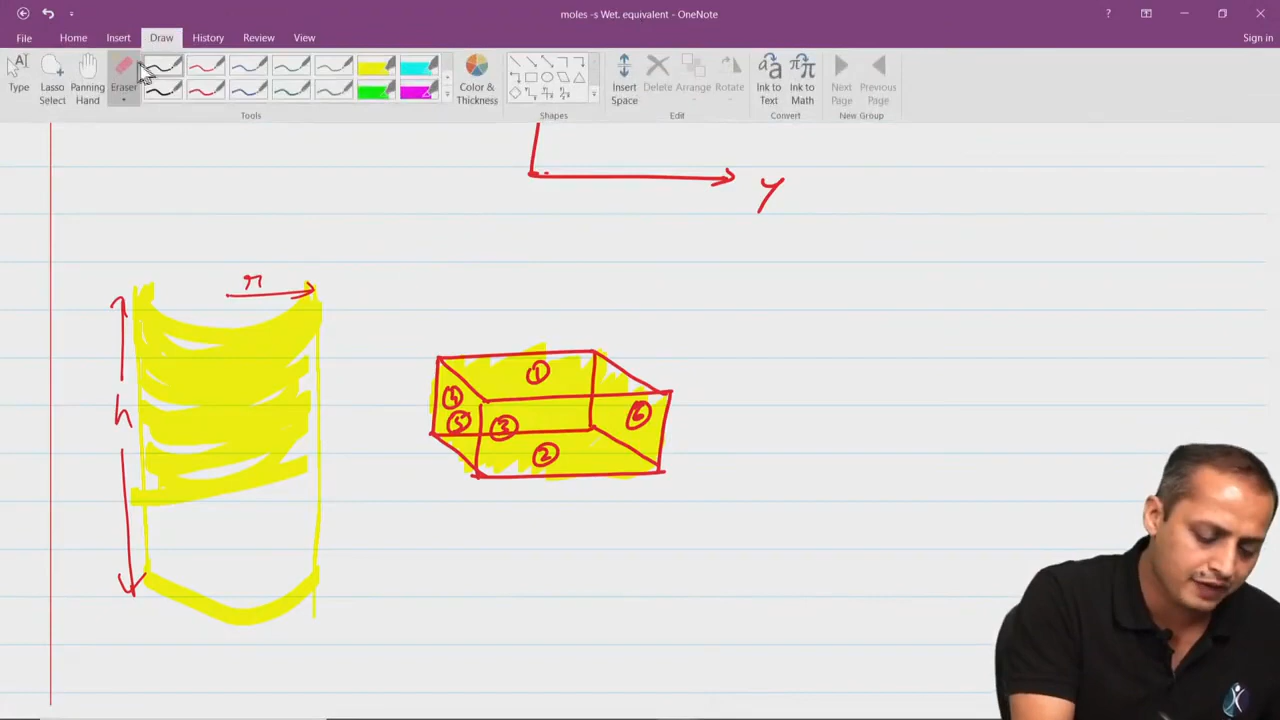 moles -s Wet. equivalent - OneNote
?
Sign in
File Home Insert Draw History Review View
Type
Lasso Select
Panning Hand
Eraser
Color & Thickness
Insert Space
Delete
Arrange
Rotate
Ink to Text
Ink to Math
Next Page
Previous Page
Tools
Shapes
Edit
Convert
New Group
y
r
h
1
4
5
3
6
2